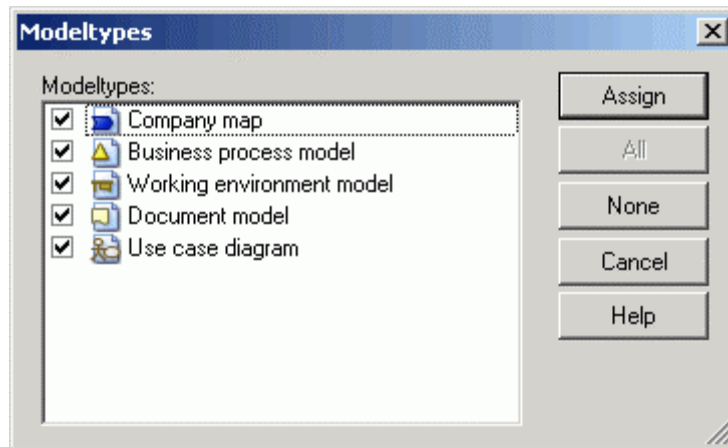 Modeltypes
Modeltypes:
Company map
Business process model
Working environment model
Document model
Use case diagram
Assign
All
None
Cancel
Help